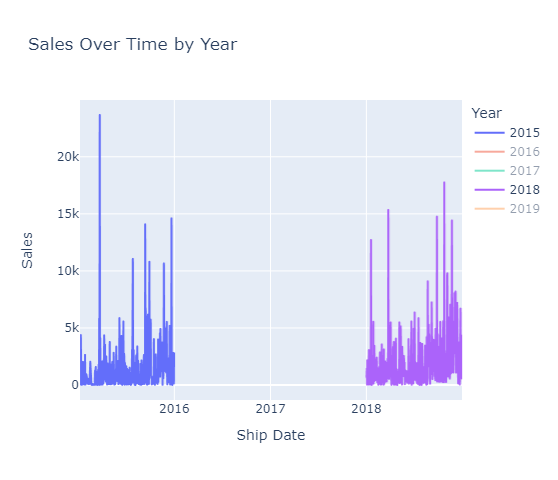 Sales Over Time by Year
Year
2015
2016
2017
2018
2019
20k
15k
10k
5k
0
Sales
2016
2017
2018
Ship Date